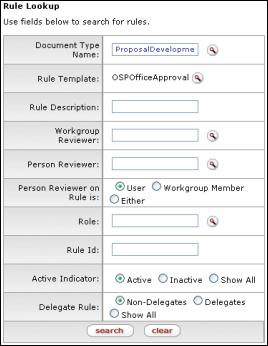 Rule Lookup
Use fields below to search for rules.
Document Type Name: ProposalDevelopme
Rule Template: OSPOfficeApproval
Rule Description:
Workgroup Reviewer:
Person Reviewer:
Person Reviewer on Rule is: User Workgroup Member Either
Role:
Rule Id:
Active Indicator: Active Inactive Show All
Delegate Rule: Non-Delegates Delegates Show All
search clear